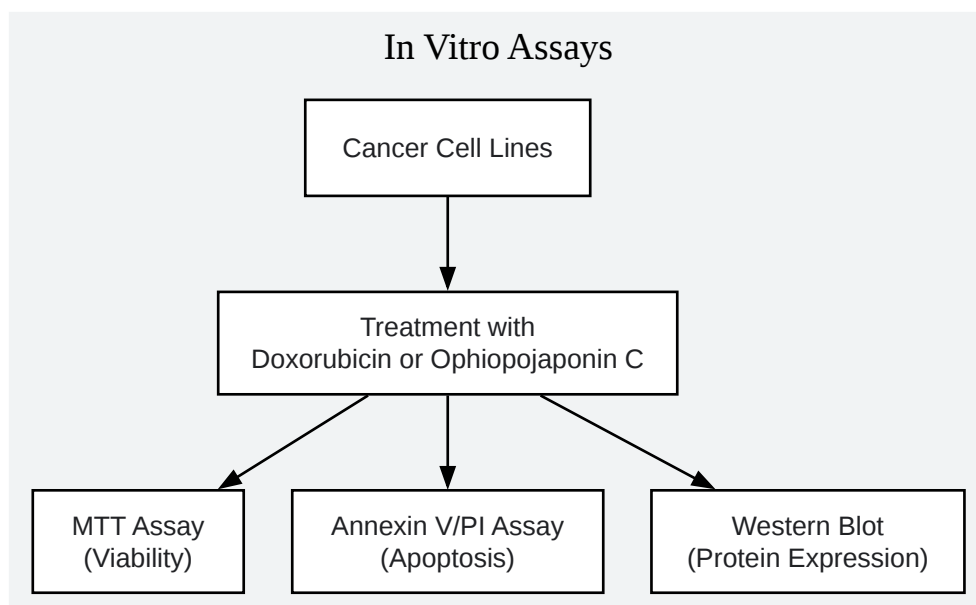 In Vitro Assays
Cancer Cell Lines
Treatment with
Doxorubicin or Ophiopojaponin C
MTT Assay
(Viability)
Annexin V/PI Assay
(Apoptosis)
Western Blot
(Protein Expression)